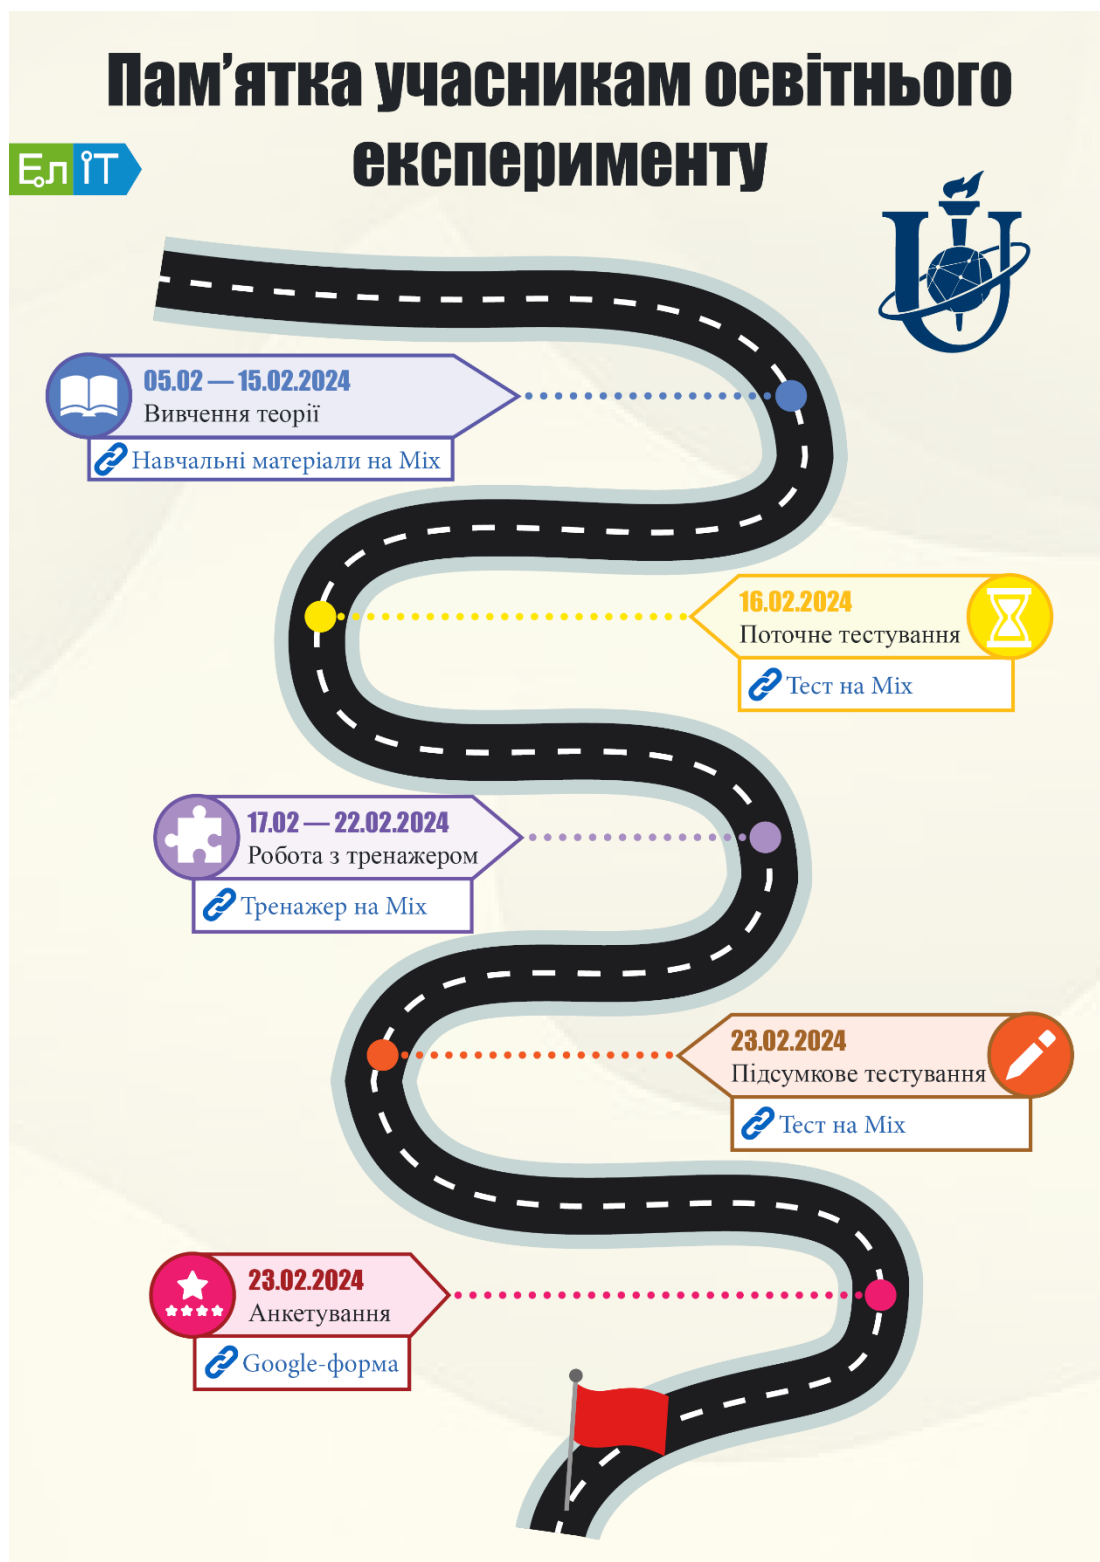 Пам’ятка учасникам освітнього
експерименту
Ел ІТ
05.02 — 15.02.2024
Вивчення теорії
Навчальні матеріали на Mix
16.02.2024
Поточне тестування
Тест на Mix
17.02 — 22.02.2024
Робота з тренажером
Тренажер на Mix
23.02.2024
Підсумкове тестування
Тест на Mix
23.02.2024
Анкетування
Google-форма